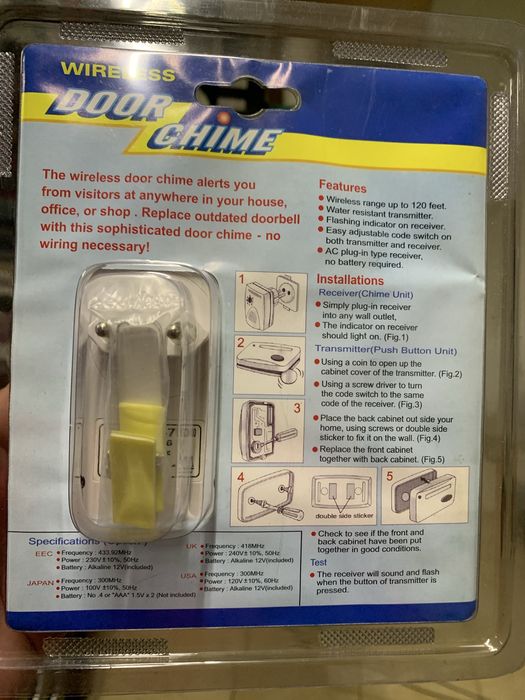 WIRELESS
DOOR
CHIME
The wireless door chime alerts you
from visitors at anywhere in your house,
office, or shop . Replace outdated doorbell
with this sophisticated door chime - no
wiring necessary!
Features
• Wireless range up to 120 feet.
• Water resistant transmitter.
• Flashing indicator on receiver.
• Easy adjustable code switch on
both transmitter and receiver.
• AC plug-in type receiver,
no battery required.
Installations
Receiver(Chime Unit)
• Simply plug-in receiver
into any wall outlet,
• The indicator on receiver
should light on. (Fig.1)
Transmitter(Push Button Unit)
• Using a coin to open up the
cabinet cover of the transmitter. (Fig.2)
• Using a screw driver to turn
the code switch to the same
code of the receiver. (Fig.3)
• Place the back cabinet out side your
home, using screws or double side
sticker to fix it on the wall. (Fig.4)
• Replace the front cabinet
together with back cabinet. (Fig.5)
1
2
3
4
double side sticker
5
• Check to see if the front and
back cabinet have been put
together in good conditions.
Test
• The receiver will sound and flash
when the button of transmitter is
pressed.
Specifications
EEC • Frequency : 433.92MHz
• Power : 230V±10%, 50Hz
• Battery : Alkaline 12V(included)
JAPAN • Frequency : 300MHz
• Power : 100V ±10%, 50Hz
• Battery : No .4 or "AAA" 1.5V x 2 (Not included)
UK • Frequency : 418MHz
• Power : 240V±10%, 50Hz
• Battery : Alkaline 12V(included)
USA • Frequency : 300MHz
• Power : 120V ±10%, 60Hz
• Battery : Alkaline 12V(included)